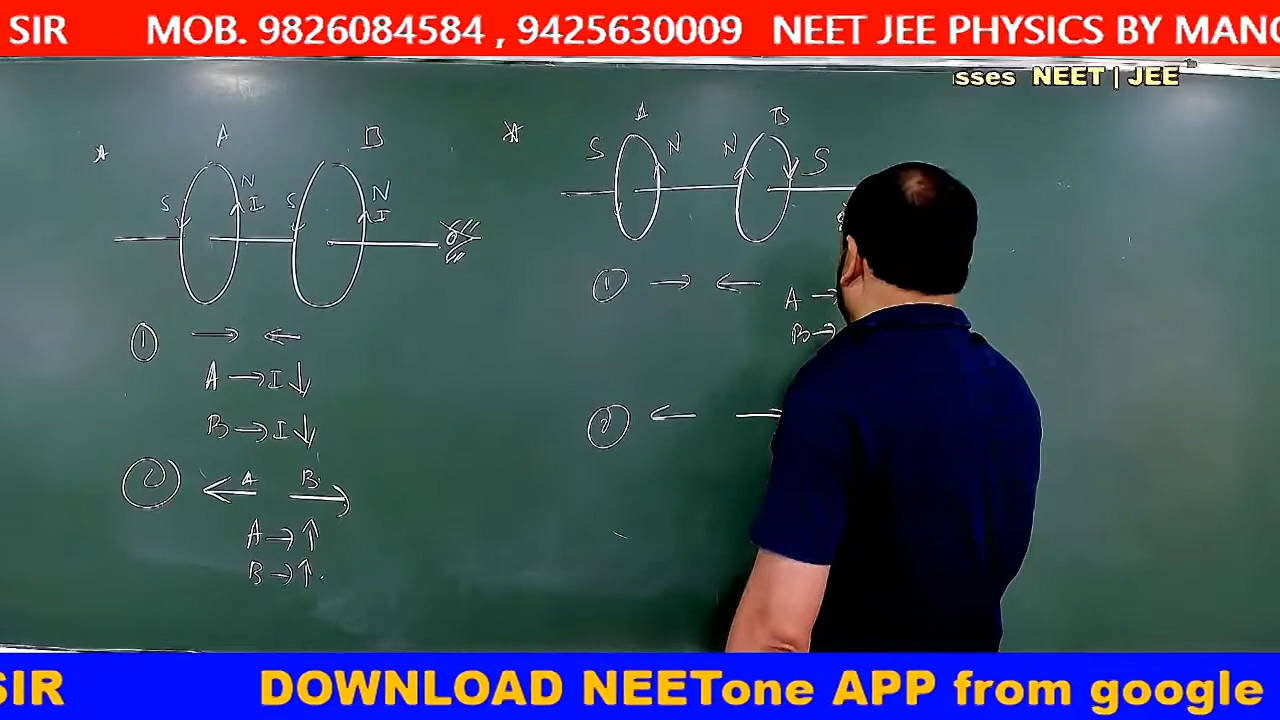 SIR MOB. 9826084584 , 9425630009 NEET JEE PHYSICS BY MANO
sses NEET | JEE
A B
S N I S N I
① → ←
A → I ↓
B → I ↓
② ← A B →
A → ↑
B → ↑
A B
S N N S
① → ←
A →
B →
② ← →
SIR DOWNLOAD NEETone APP from google